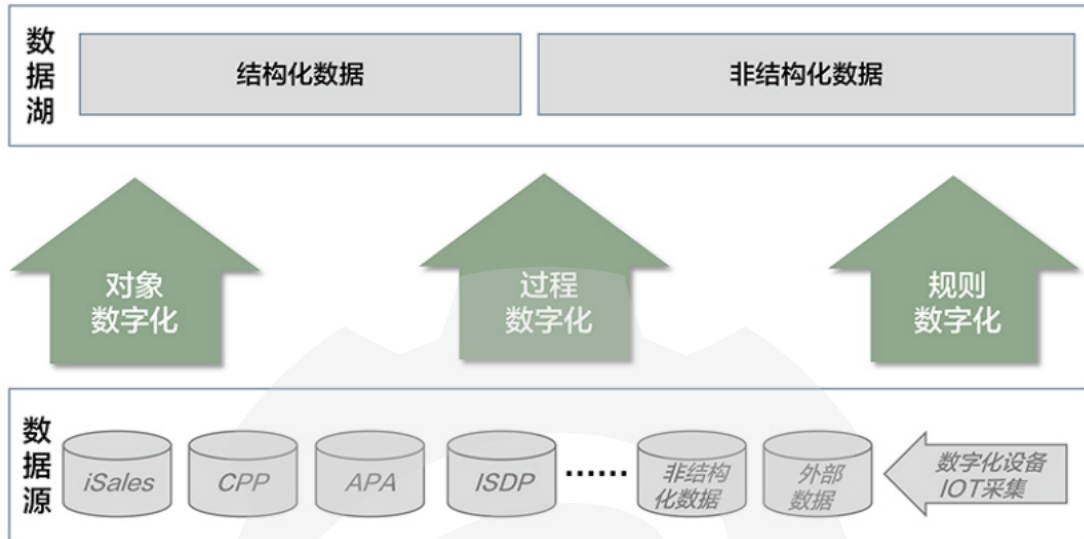 数据湖
结构化数据
非结构化数据
对象
数字化
过程
数字化
规则
数字化
数据源
iSales
CPP
APA
ISDP
……
非结构
化数据
外部
数据
数字化设备
IOT采集